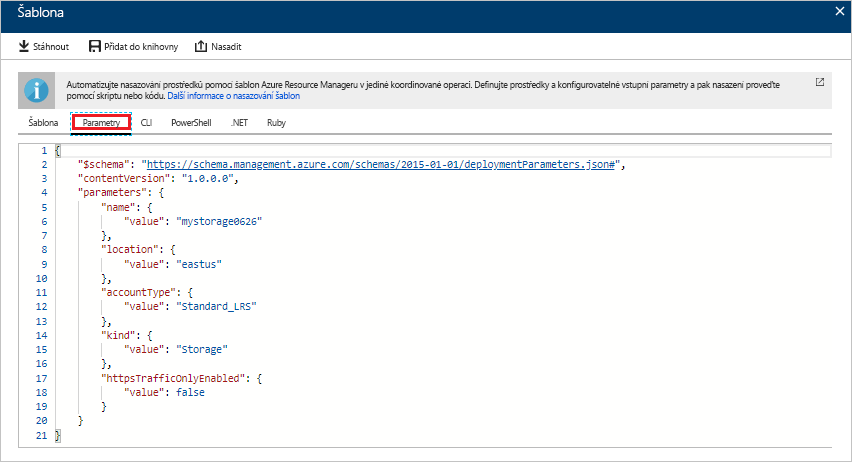 Šablona
Stáhnout Přidat do knihovny Nasadit
Automatizujte nasazování prostředků pomocí šablon Azure Resource Manageru v jediné koordinované operaci. Definujte prostředky a konfigurovatelné vstupní parametry a pak nasazení proveďte
pomocí skriptu nebo kódu. Další informace o nasazování šablon
Šablona Parametry CLI PowerShell .NET Ruby
1 {
2 "$schema": "https://schema.management.azure.com/schemas/2015-01-01/deploymentParameters.json#",
3 "contentVersion": "1.0.0.0",
4 "parameters": {
5 "name": {
6 "value": "mystorage0626"
7 },
8 "location": {
9 "value": "eastus"
10 },
11 "accountType": {
12 "value": "Standard_LRS"
13 },
14 "kind": {
15 "value": "Storage"
16 },
17 "httpsTrafficOnlyEnabled": {
18 "value": false
19 }
20 }
21 }